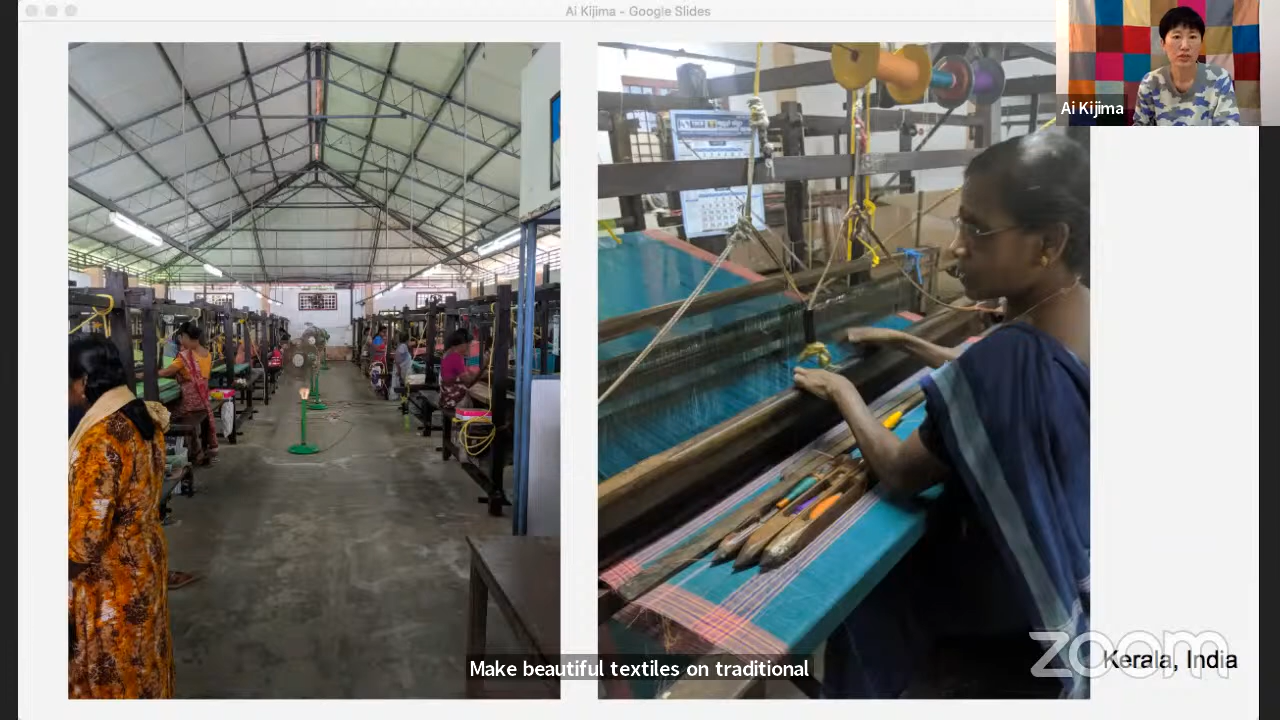 Ai Kijima - Google Slides
Ai Kijima
zoom
Kerala, India
Make beautiful textiles on traditional